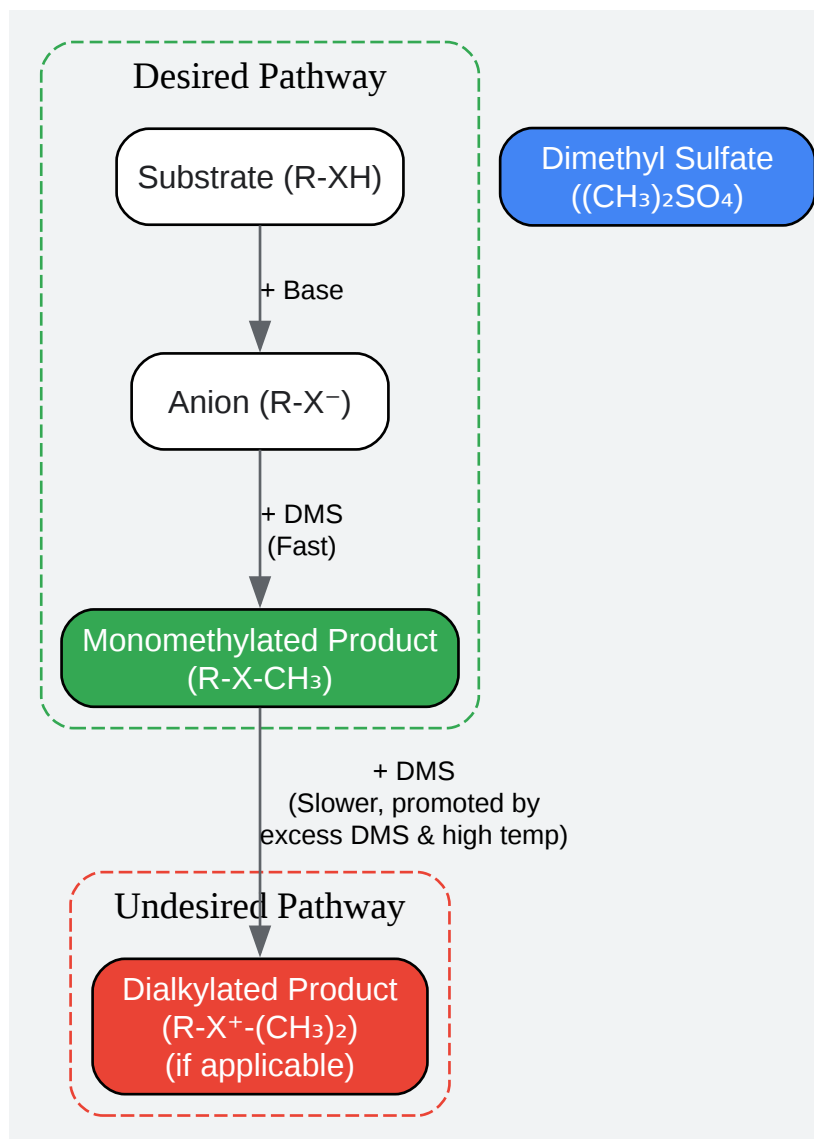 Desired Pathway
Substrate (R-XH)
Dimethyl Sulfate
((CH₃)₂SO₄)
+ Base
Anion (R-X⁻)
+ DMS
(Fast)
Monomethylated Product
(R-X-CH₃)
+ DMS
(Slower, promoted by
excess DMS & high temp)
Undesired Pathway
Dialkylated Product
(R-X⁺-(CH₃)₂)
(if applicable)